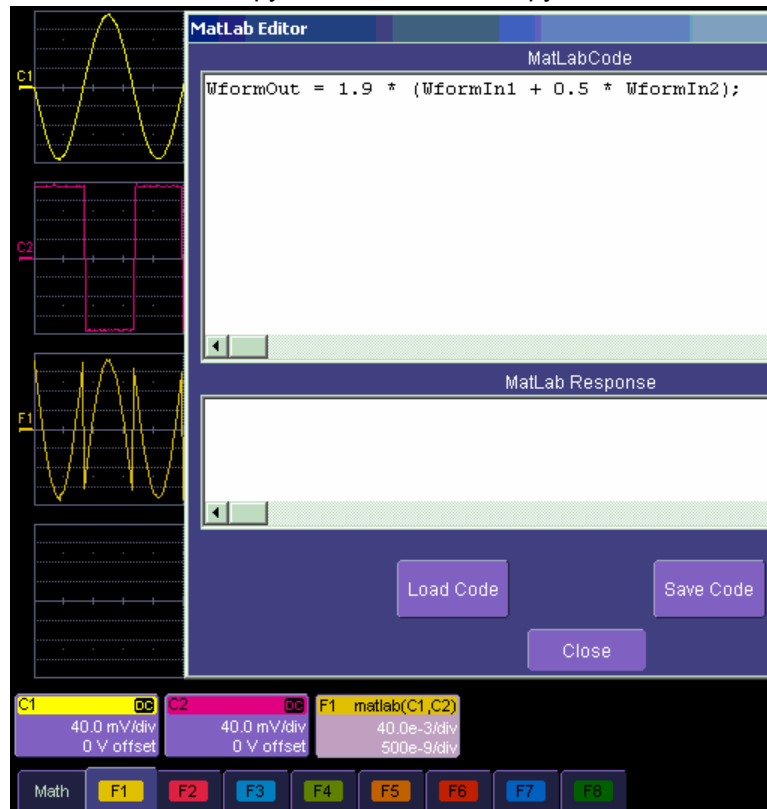 MatLab Editor
MatLabCode
WformOut = 1.9 * (WformIn1 + 0.5 * WformIn2);
C1
C2
F1
MatLab Response
Load Code
Save Code
Close
C1 DC
40.0 mV/div
0 V offset
C2 DC
40.0 mV/div
0 V offset
F1 matlab(C1,C2)
40.0e-3/div
500e-9/div
Math F1 F2 F3 F4 F5 F6 F7 F8